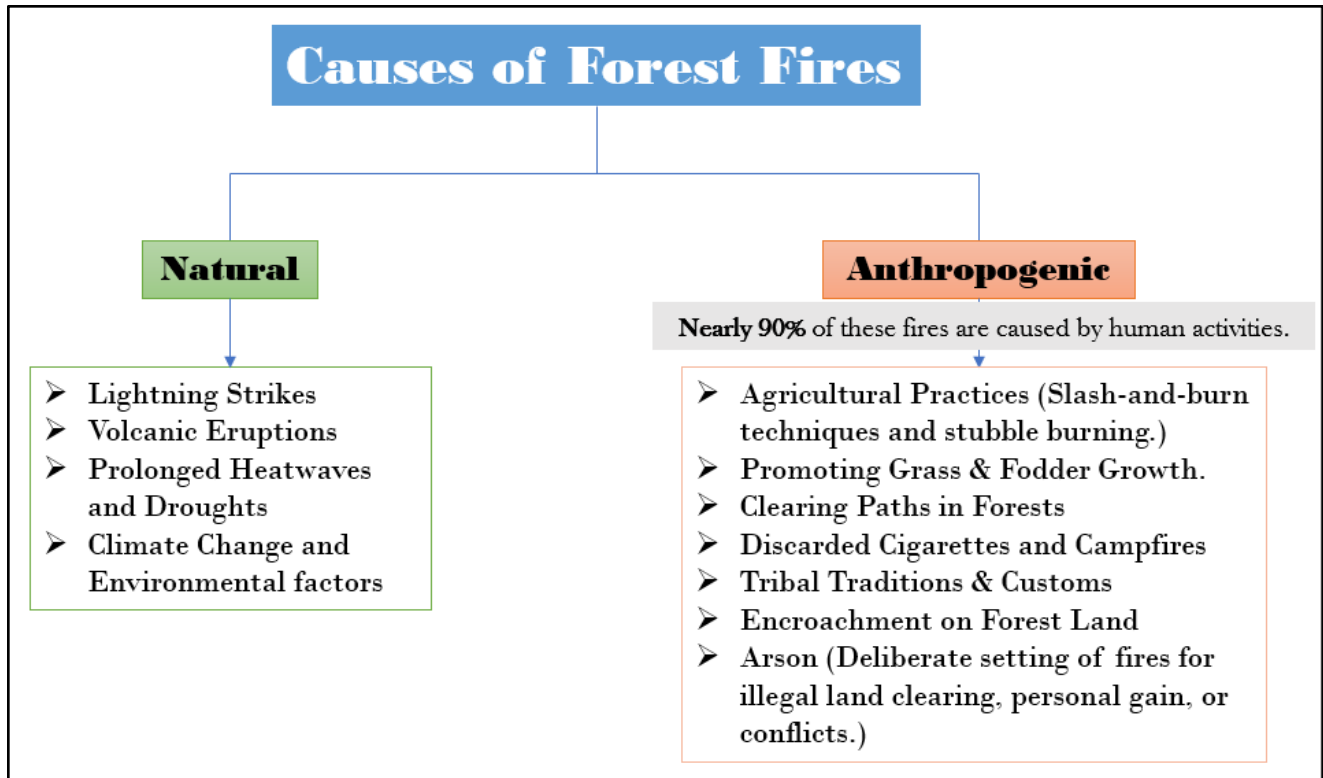 Causes of Forest Fires
Natural
Anthropogenic
Nearly 90% of these fires are caused by human activities.
➤ Lightning Strikes
➤ Volcanic Eruptions
➤ Prolonged Heatwaves
and Droughts
➤ Climate Change and
Environmental factors
➤ Agricultural Practices (Slash-and-burn
techniques and stubble burning.)
➤ Promoting Grass & Fodder Growth.
➤ Clearing Paths in Forests
➤ Discarded Cigarettes and Campfires
➤ Tribal Traditions & Customs
➤ Encroachment on Forest Land
➤ Arson (Deliberate setting of fires for
illegal land clearing, personal gain, or
conflicts.)